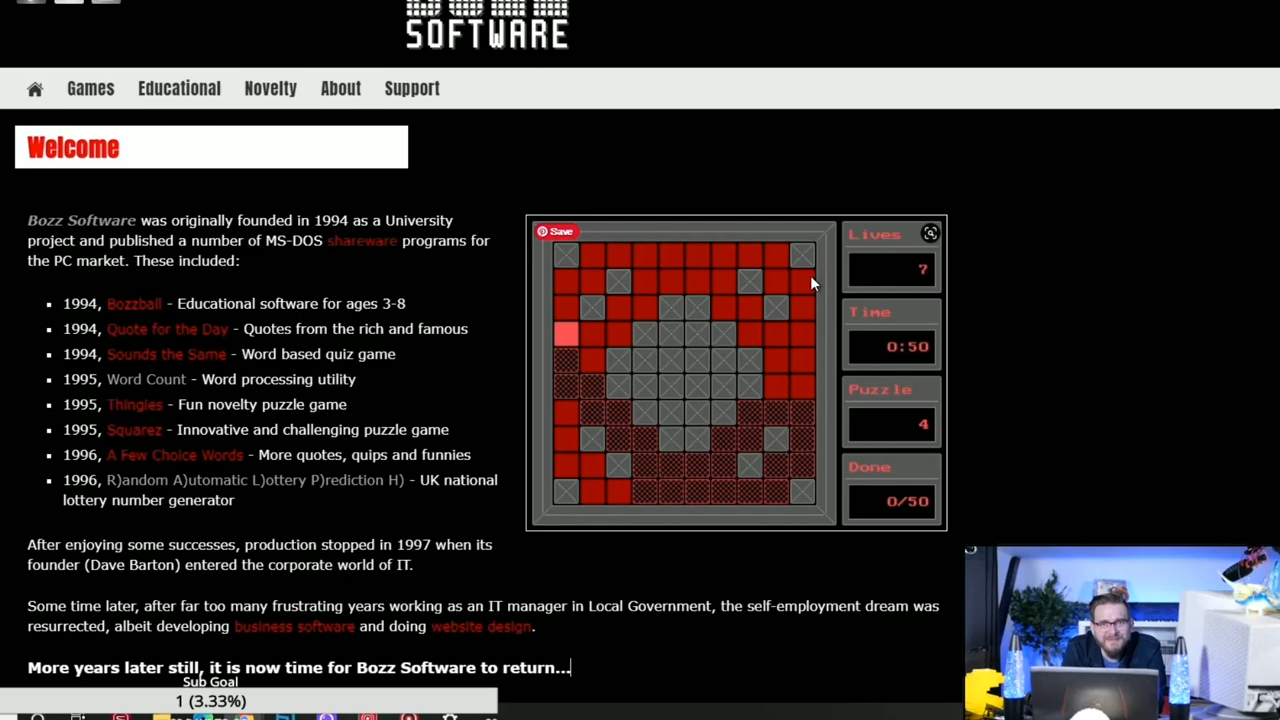 SOFTWARE
Games Educational Novelty About Support
Welcome
Bozz Software was originally founded in 1994 as a University
project and published a number of MS-DOS shareware programs for
the PC market. These included:
1994, Bozzball - Educational software for ages 3-8
1994, Quote for the Day - Quotes from the rich and famous
1994, Sounds the Same - Word based quiz game
1995, Word Count - Word processing utility
1995, Thingies - Fun novelty puzzle game
1995, Squarez - Innovative and challenging puzzle game
1996, A Few Choice Words - More quotes, quips and funnies
1996, R)andom A)utomatic L)ottery P)rediction H) - UK national
lottery number generator
Save
Lives
7
Time
0:50
Puzzle
4
Done
0/50
After enjoying some successes, production stopped in 1997 when its
founder (Dave Barton) entered the corporate world of IT.
Some time later, after far too many frustrating years working as an IT manager in Local Government, the self-employment dream was
resurrected, albeit developing business software and doing website design.
More years later still, it is now time for Bozz Software to return...
Sub Goal
1 (3.33%)